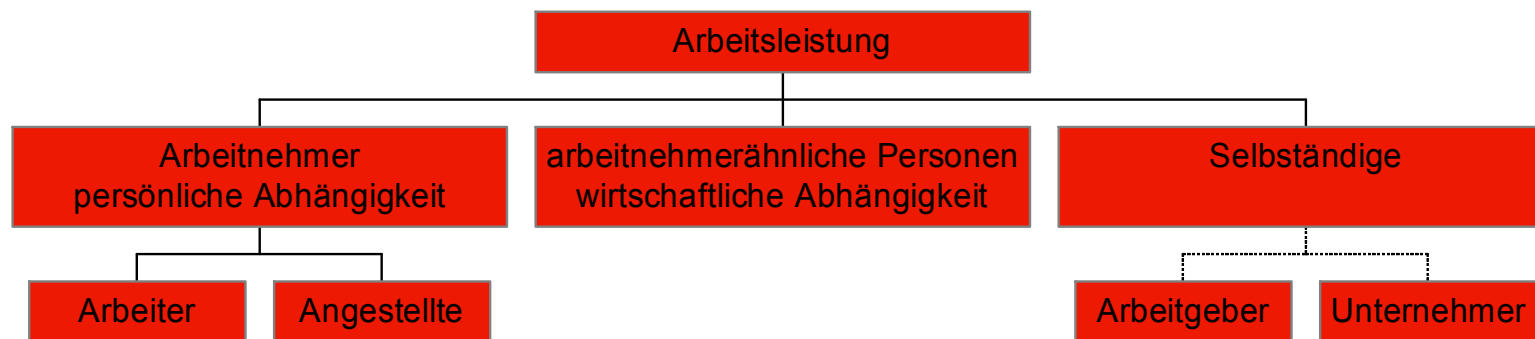 Arbeitsleistung
Arbeitnehmer
persönliche Abhängigkeit
arbeitnehmerähnliche Personen
wirtschaftliche Abhängigkeit
Selbständige
Arbeiter
Angestellte
Arbeitgeber
Unternehmer